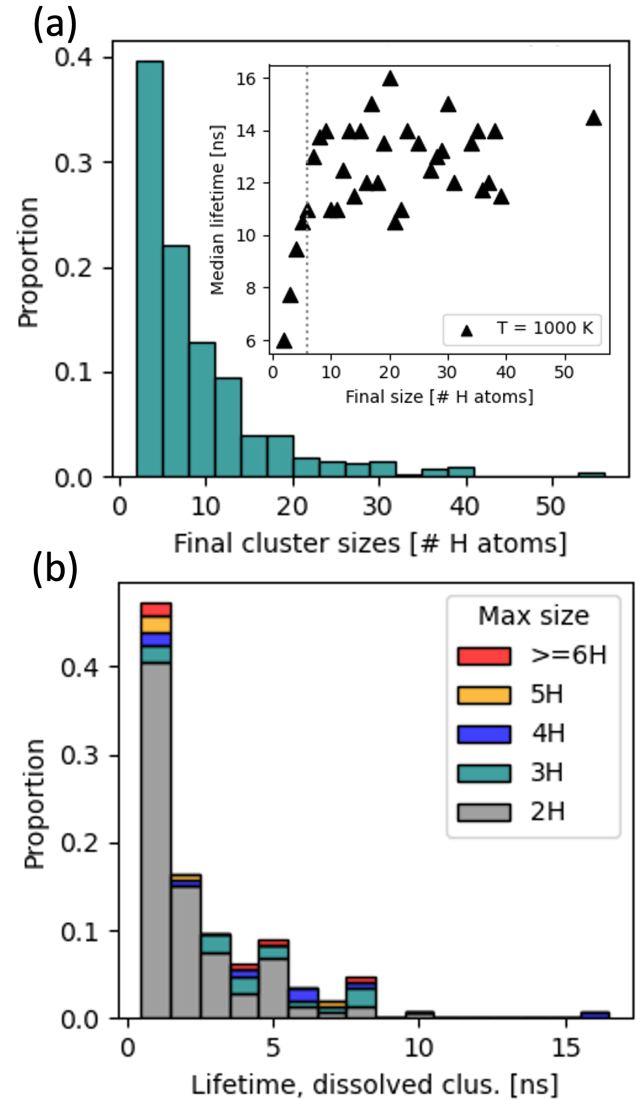 (a)
0.4
0.3
0.2
0.1
0.0
Proportion
0 10 20 30 40 50
Final cluster sizes [# H atoms]
16
14
12
10
8
6
Median lifetime [ns]
T = 1000 K
0 10 20 30 40 50
Final size [# H atoms]
(b)
0.4
0.3
0.2
0.1
0.0
Proportion
Max size
>=6H
5H
4H
3H
2H
0 5 10 15
Lifetime, dissolved clus. [ns]